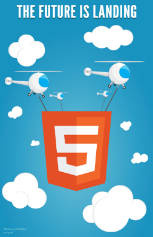 THE FUTURE IS LANDING
5